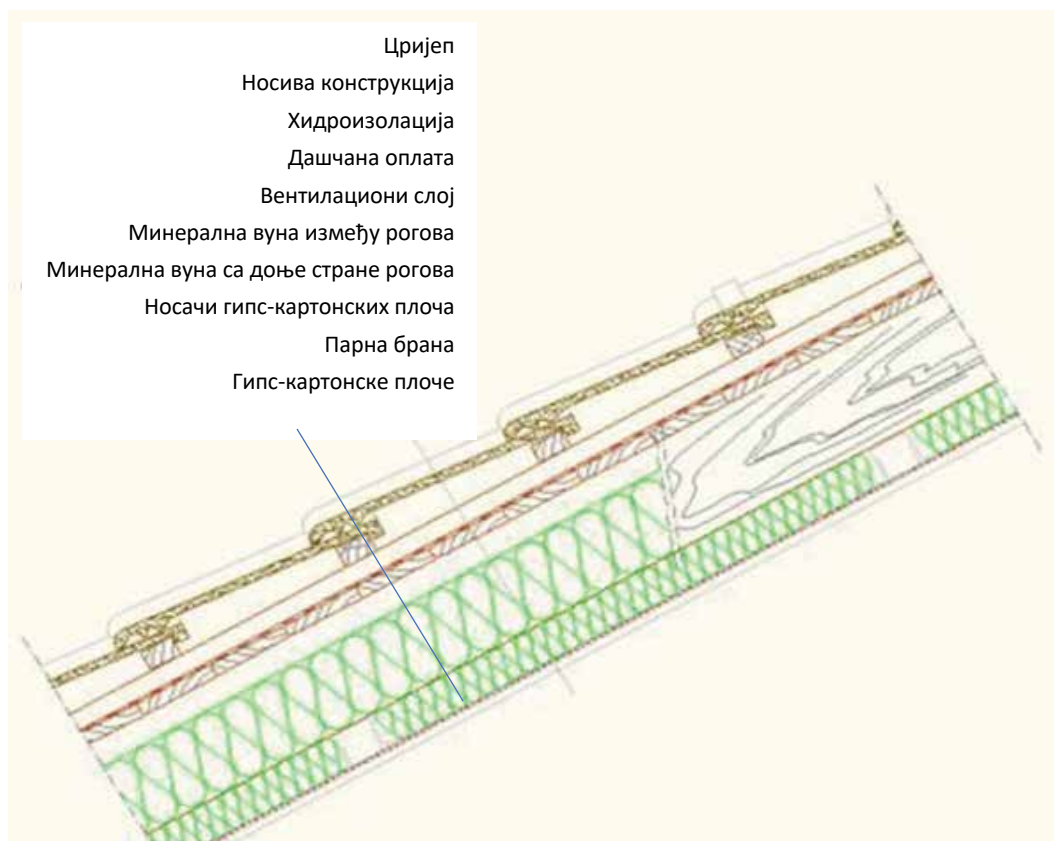 Цријеп
Носива конструкција
Хидроизолација
Дашчана оплата
Вентилациони слој
Минерална вуна између рогова
Минерална вуна са доње стране рогова
Носачи гипс-картонских плоча
Парна брана
Гипс-картонске плоче